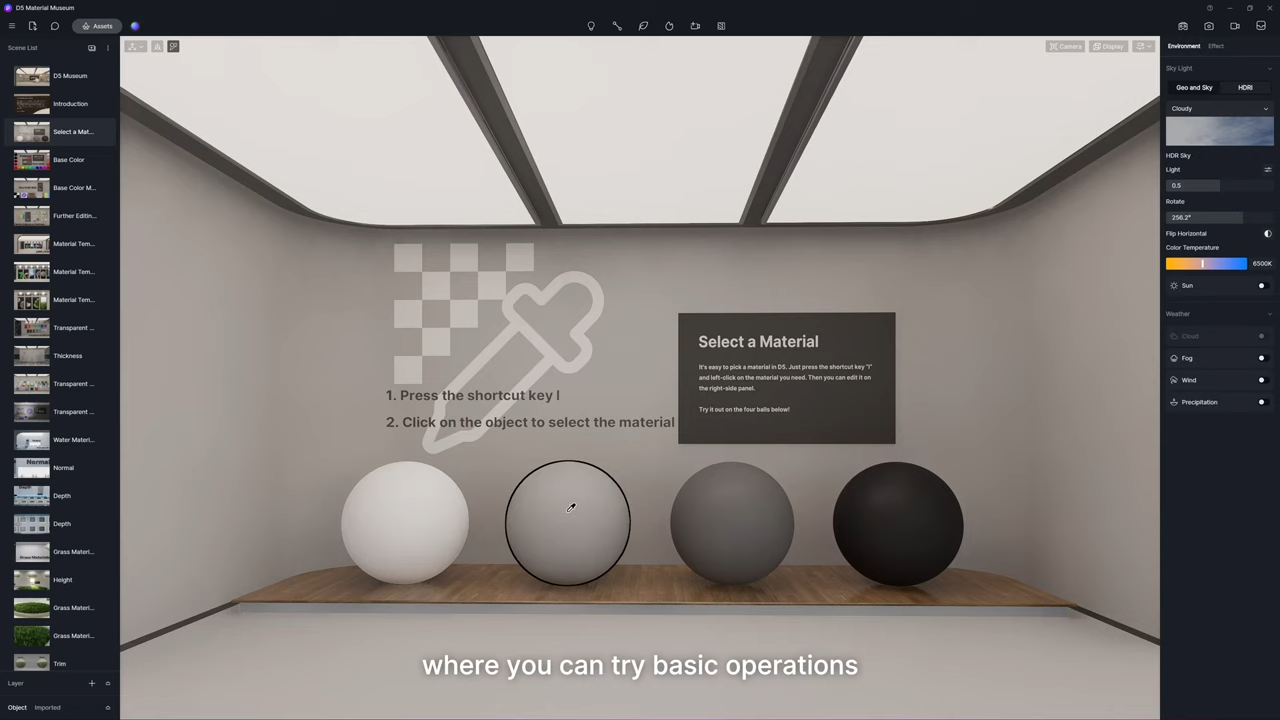 D5 Material Museum
Assets
Scene List
D5 Museum
Introduction
Select a Mat...
Base Color
Base Color M...
Further Editin...
Material Tem...
Material Tem...
Material Tem...
Transparent ...
Thickness
Transparent ...
Transparent ...
Water Materi...
Normal
Depth
Depth
Grass Materi...
Height
Grass Materi...
Grass Materi...
Trim
Layer
Object Imported
Camera Display
1. Press the shortcut key I
2. Click on the object to select the material
Select a Material
It's easy to pick a material in D5. Just press the shortcut key "I"
and left-click on the material you need. Then you can edit it on
the right-side panel.
Try it out on the four balls below!
where you can try basic operations
Environment Effect
Sky Light
Geo and Sky HDRI
Cloudy
HDR Sky
Light
0.5
Rotate
256.2°
Flip Horizontal
Color Temperature
6500K
Sun
Weather
Cloud
Fog
Wind
Precipitation